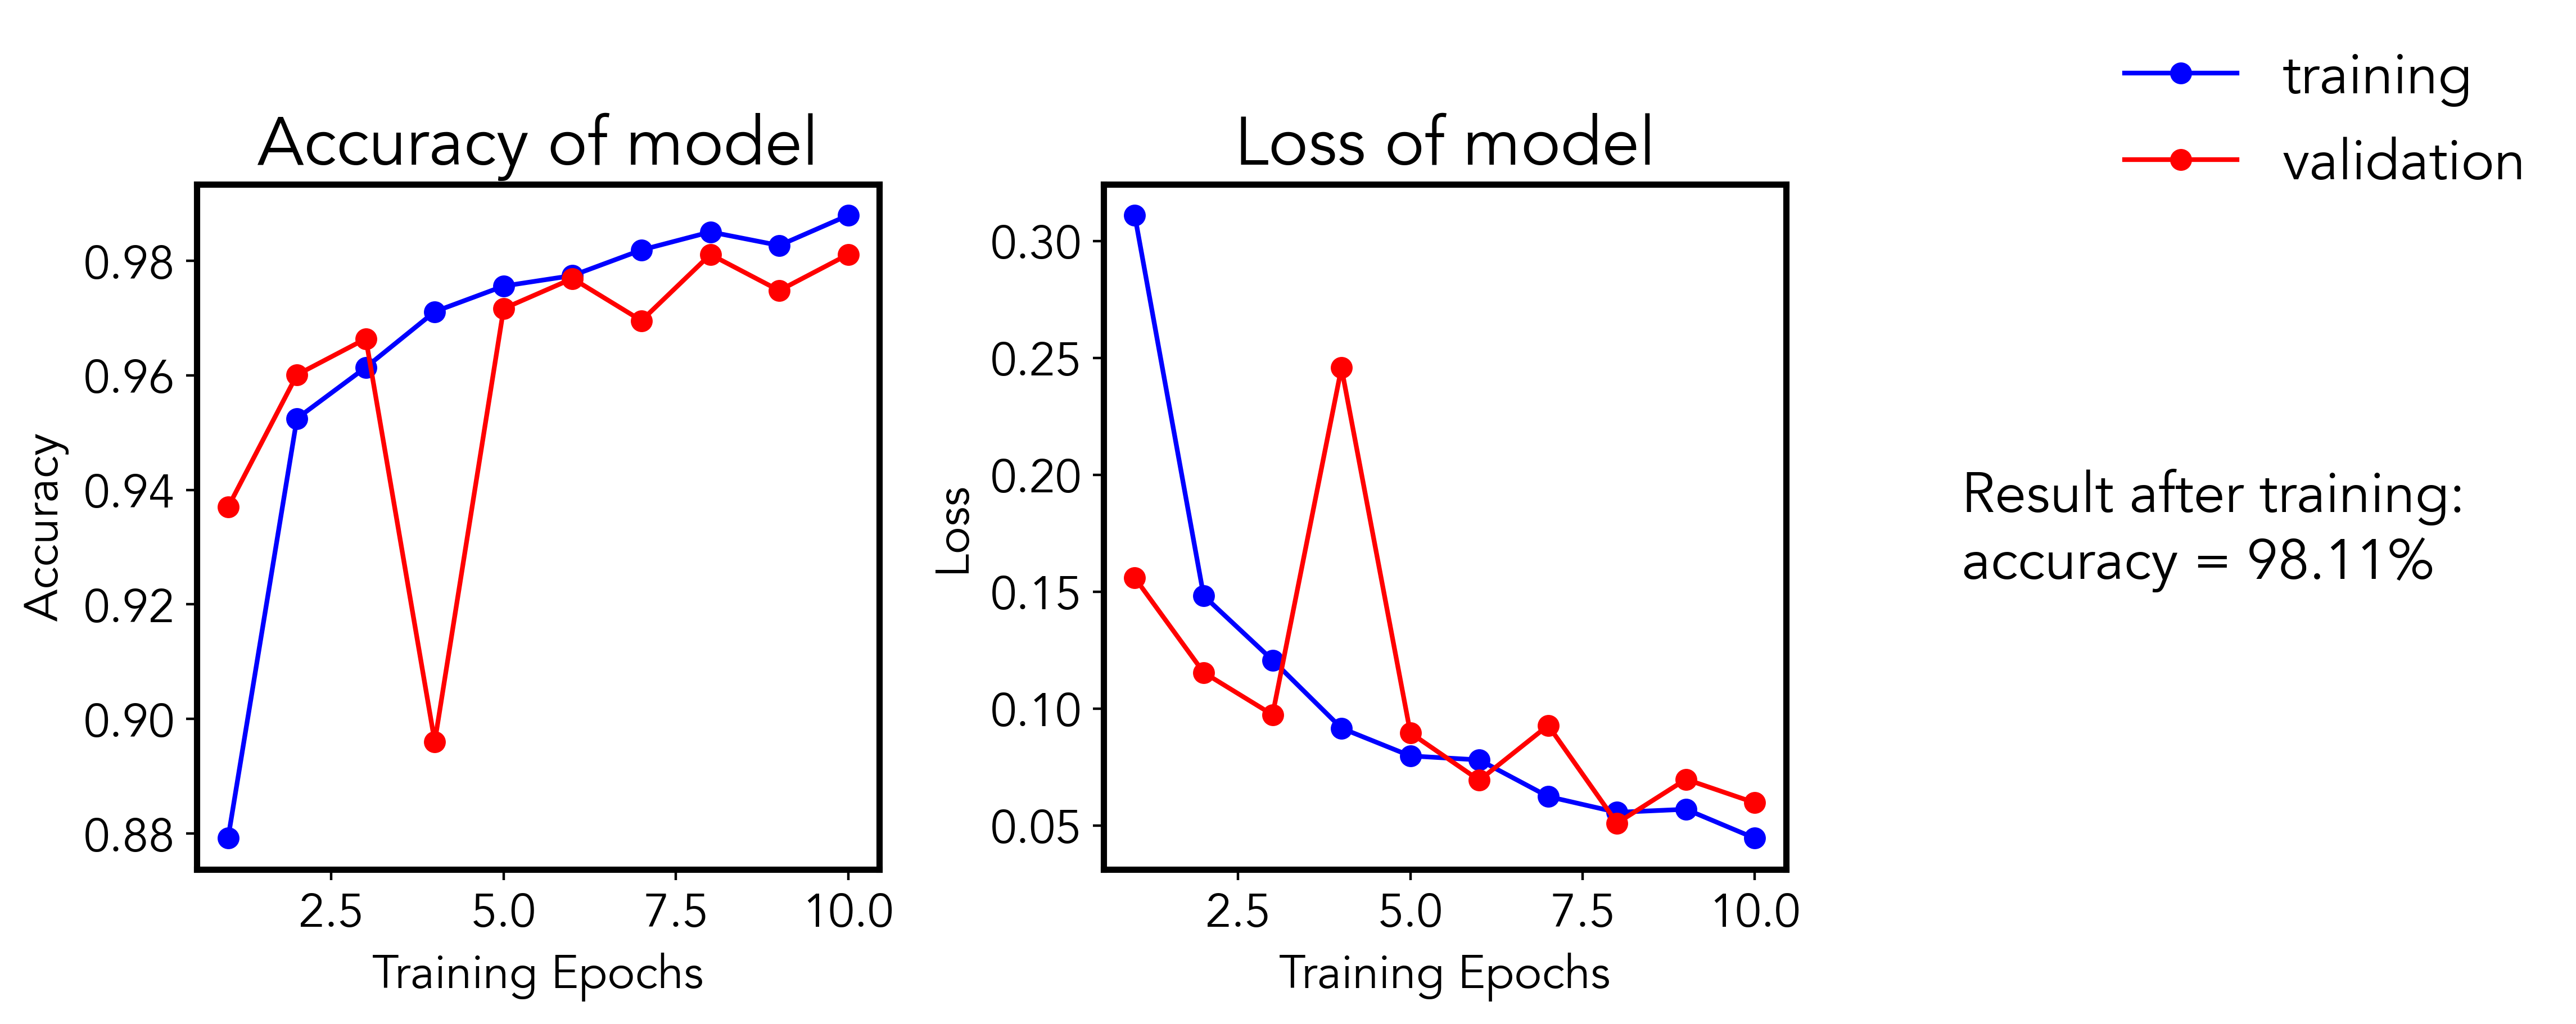 training
validation
Accuracy of model
Accuracy
0.98
0.96
0.94
0.92
0.90
0.88
2.5 5.0 7.5 10.0
Training Epochs
Loss of model
Loss
0.30
0.25
0.20
0.15
0.10
0.05
2.5 5.0 7.5 10.0
Training Epochs
Result after training:
accuracy = 98.11%